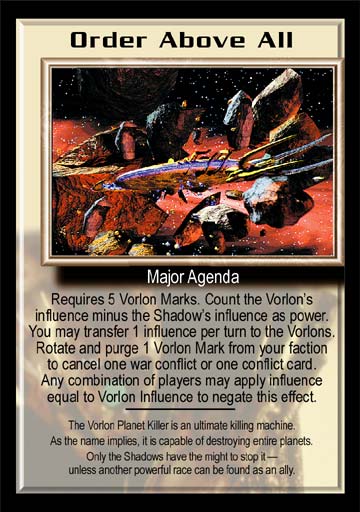 Order Above All
Major Agenda
Requires 5 Vorlon Marks. Count the Vorlon's
influence minus the Shadow's influence as power.
You may transfer 1 influence per turn to the Vorlons.
Rotate and purge 1 Vorlon Mark from your faction
to cancel one war conflict or one conflict card.
Any combination of players may apply influence
equal to Vorlon Influence to negate this effect.
The Vorlon Planet Killer is an ultimate killing machine.
As the name implies, it is capable of destroying entire planets.
Only the Shadows have the might to stop it—
unless another powerful race can be found as an ally.